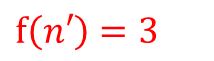 f(n′) = 3